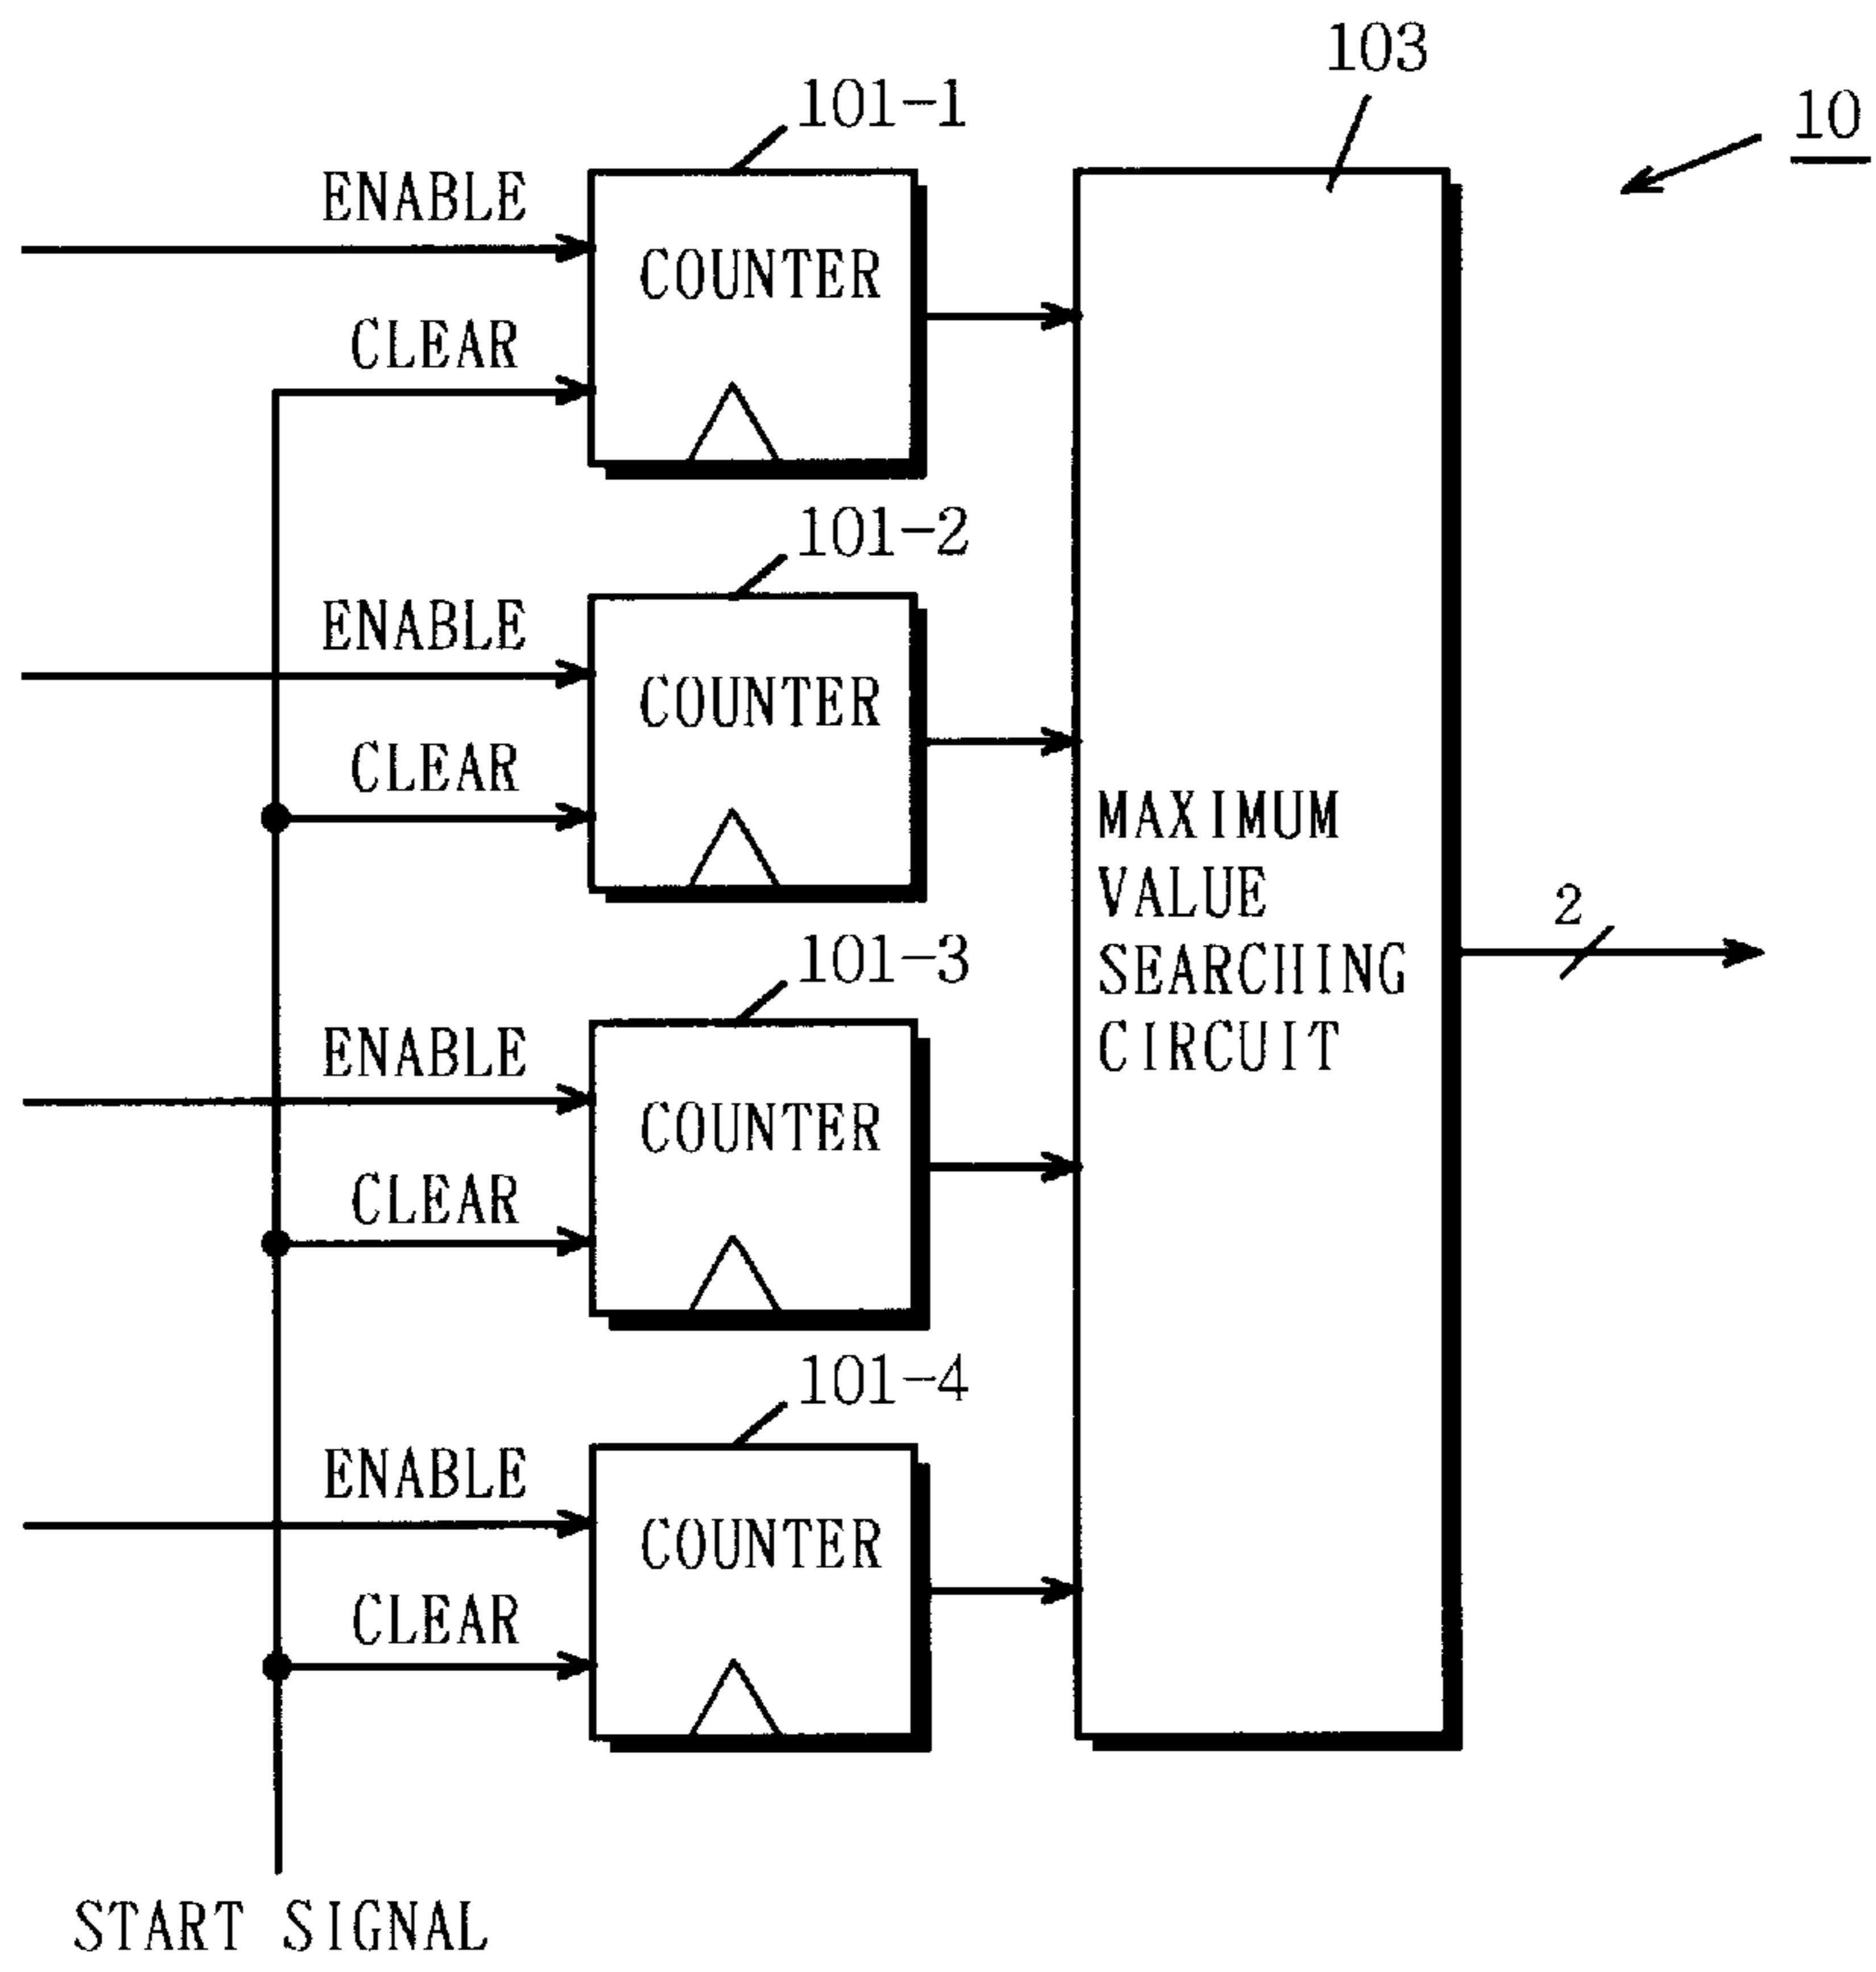 103
10
101-1
ENABLE
COUNTER
CLEAR
101-2
ENABLE
COUNTER
CLEAR
MAXIMUM
VALUE
SEARCHING
CIRCUIT
2
101-3
ENABLE
COUNTER
CLEAR
101-4
ENABLE
COUNTER
CLEAR
START SIGNAL